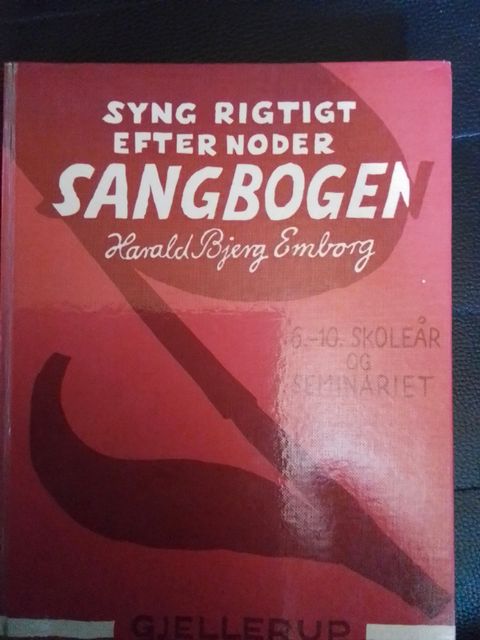 SYNG RIGTIGT
EFTER NODER
SANGBOGEN
Harald Bjerg Emborg
6.-10. SKOLEÅR
OG
SEMINARIET
GJELLERUP